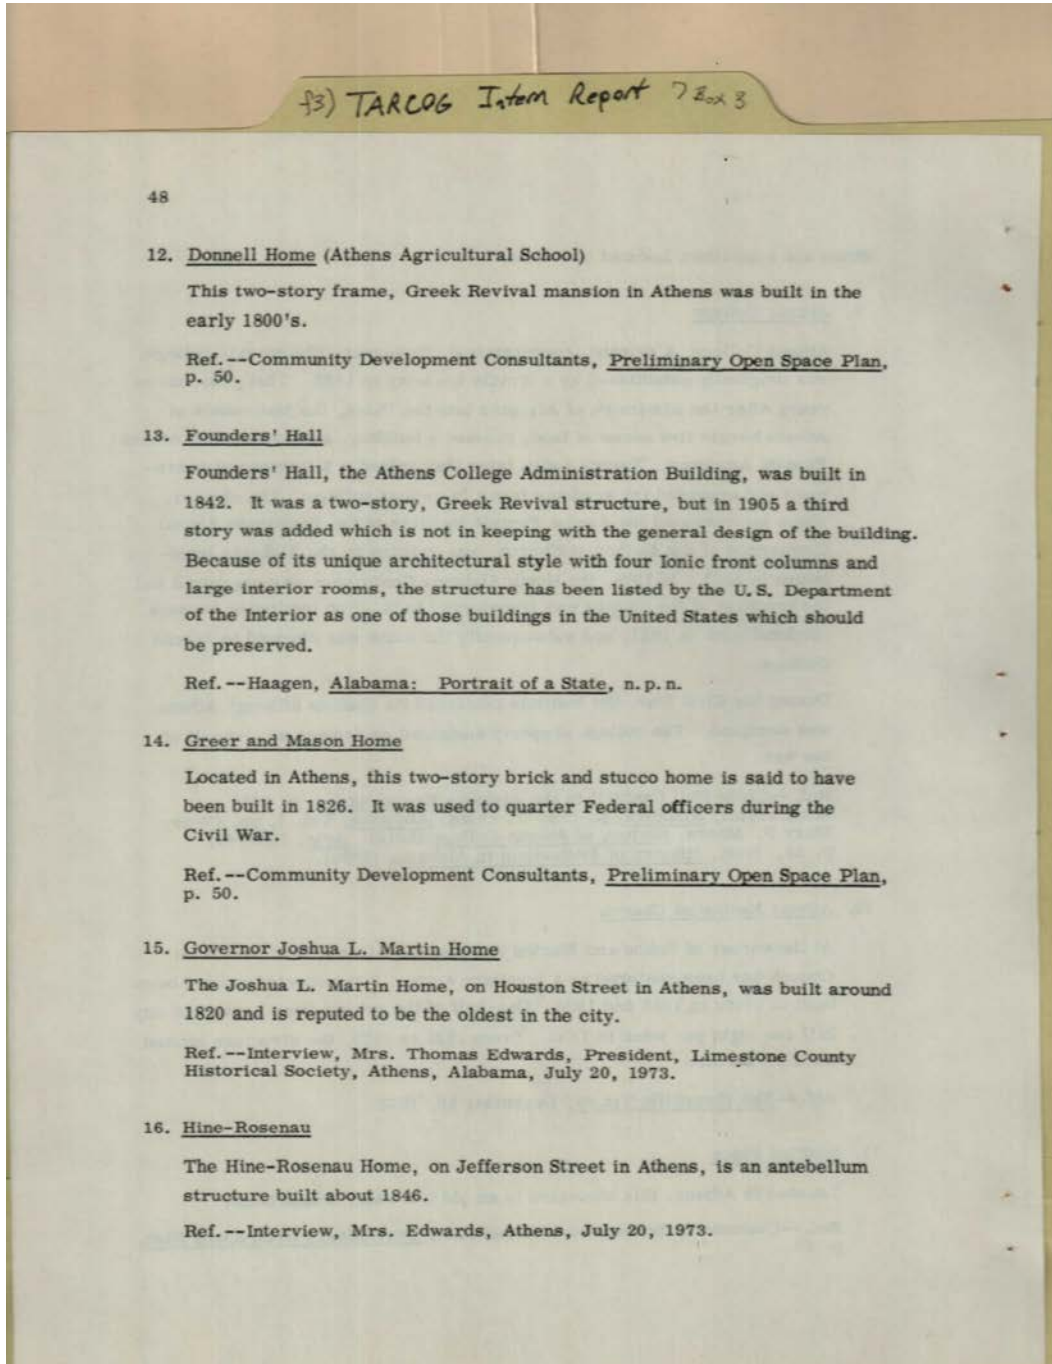 f3) TARCOG Intern Report 7 Box 3
48
12. Donnell Home (Athens Agricultural School)
This two-story frame, Greek Revival mansion in Athens was built in the
early 1800's.
Ref.--Community Development Consultants, Preliminary Open Space Plan,
p. 50.
13. Founders' Hall
Founders' Hall, the Athens College Administration Building, was built in
1842. It was a two-story, Greek Revival structure, but in 1905 a third
story was added which is not in keeping with the general design of the building.
Because of its unique architectural style with four Ionic front columns and
large interior rooms, the structure has been listed by the U.S. Department
of the Interior as one of those buildings in the United States which should
be preserved.
Ref.--Haagen, Alabama: Portrait of a State, n.p.n.
14. Greer and Mason Home
Located in Athens, this two-story brick and stucco home is said to have
been built in 1826. It was used to quarter Federal officers during the
Civil War.
Ref.--Community Development Consultants, Preliminary Open Space Plan,
p. 50.
15. Governor Joshua L. Martin Home
The Joshua L. Martin Home, on Houston Street in Athens, was built around
1820 and is reputed to be the oldest in the city.
Ref.--Interview, Mrs. Thomas Edwards, President, Limestone County
Historical Society, Athens, Alabama, July 20, 1973.
16. Hine-Rosenau
The Hine-Rosenau Home, on Jefferson Street in Athens, is an antebellum
structure built about 1846.
Ref.--Interview, Mrs. Edwards, Athens, July 20, 1973.